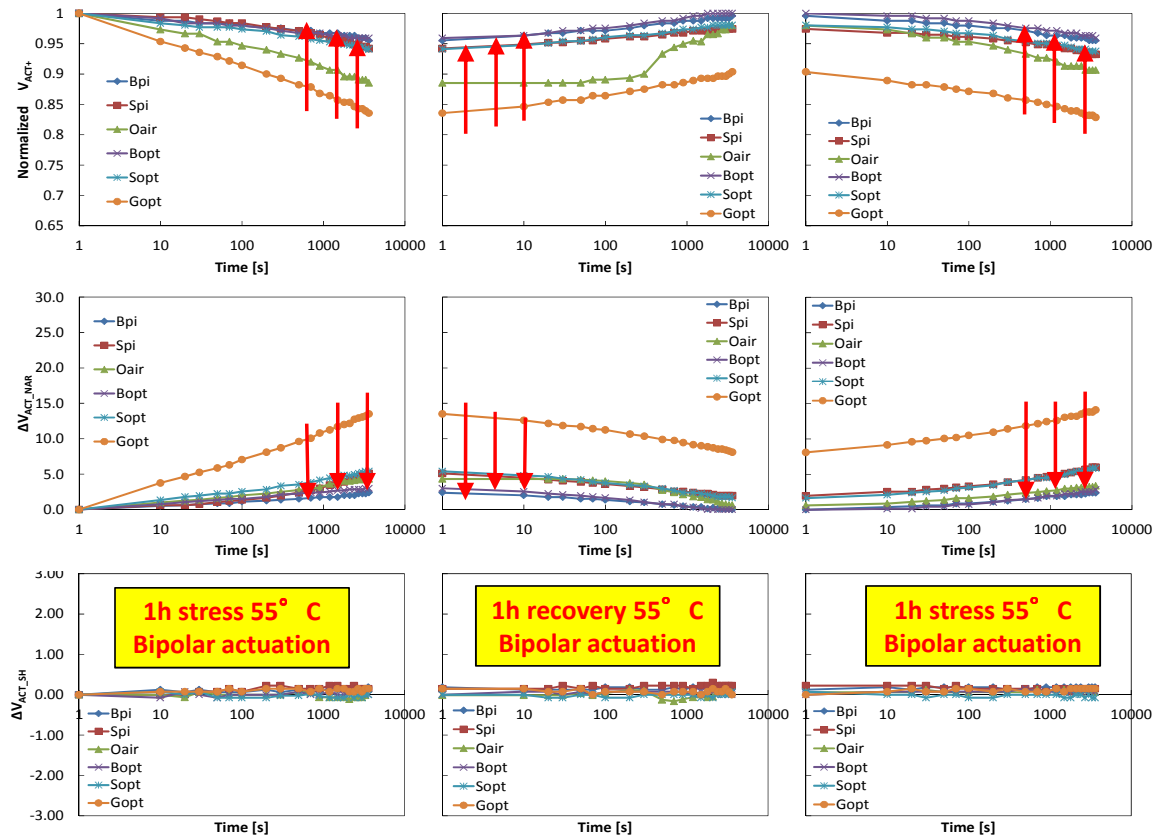 Normalized V_ACT+
1
0.95
0.9
0.85
0.8
0.75
0.7
0.65
Bpi
Spi
Oair
Bopt
Sopt
Gopt
1 10 100 1000 10000
Time [s]
Bpi
Spi
Oair
Bopt
Sopt
Gopt
1 10 100 1000 10000
Time [s]
Bpi
Spi
Oair
Bopt
Sopt
Gopt
1 10 100 1000 10000
Time [s]
ΔV_ACT_NAR
30.0
25.0
20.0
15.0
10.0
5.0
0.0
Bpi
Spi
Oair
Bopt
Sopt
Gopt
1 10 100 1000 10000
Time [s]
Bpi
Spi
Oair
Bopt
Sopt
Gopt
1 10 100 1000 10000
Time [s]
Bpi
Spi
Oair
Bopt
Sopt
Gopt
1 10 100 1000 10000
Time [s]
ΔV_ACT_SH
3.00
2.00
1.00
0.00
-1.00
-2.00
-3.00
1h stress 55° C
Bipolar actuation
1 10 100 1000 10000
Bpi
Spi
Oair
Bopt
Sopt
Gopt
Time [s]
1h recovery 55° C
Bipolar actuation
1 10 100 1000 10000
Bpi
Spi
Oair
Bopt
Sopt
Gopt
Time [s]
1h stress 55° C
Bipolar actuation
1 10 100 1000 10000
Bpi
Spi
Oair
Bopt
Sopt
Gopt
Time [s]